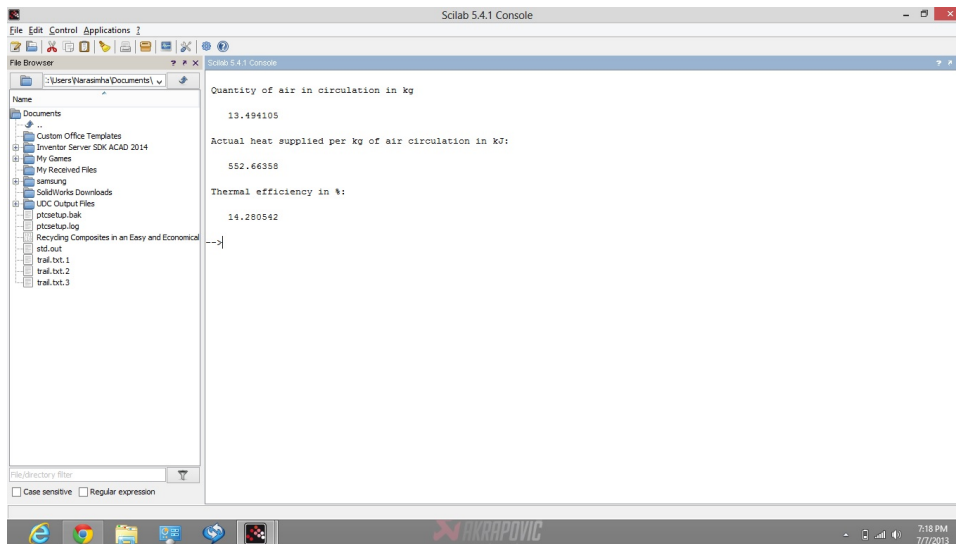 Scilab 5.4.1 Console
File Edit Control Applications ?
File Browser
Scilab 5.4.1 Console
:\Users\Narasimha\Documents\
Name
Documents
..
Custom Office Templates
Inventor Server SDK ACAD 2014
My Games
My Received Files
samsung
SolidWorks Downloads
UDC Output Files
ptcsetup.bak
ptcsetup.log
Recycling Composites in an Easy and Economical
std.out
trail.txt.1
trail.txt.2
trail.txt.3
Quantity of air in circulation in kg
13.494105
Actual heat supplied per kg of air circulation in kJ:
552.66358
Thermal efficiency in %:
14.280542
-->
File/directory filter
Case sensitive Regular expression
AKRAPOVIC
7:18 PM
7/7/2013